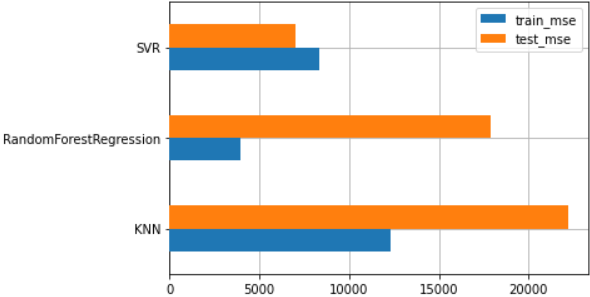 train_mse
test_mse
SVR
RandomForestRegression
KNN
0 5000 10000 15000 20000